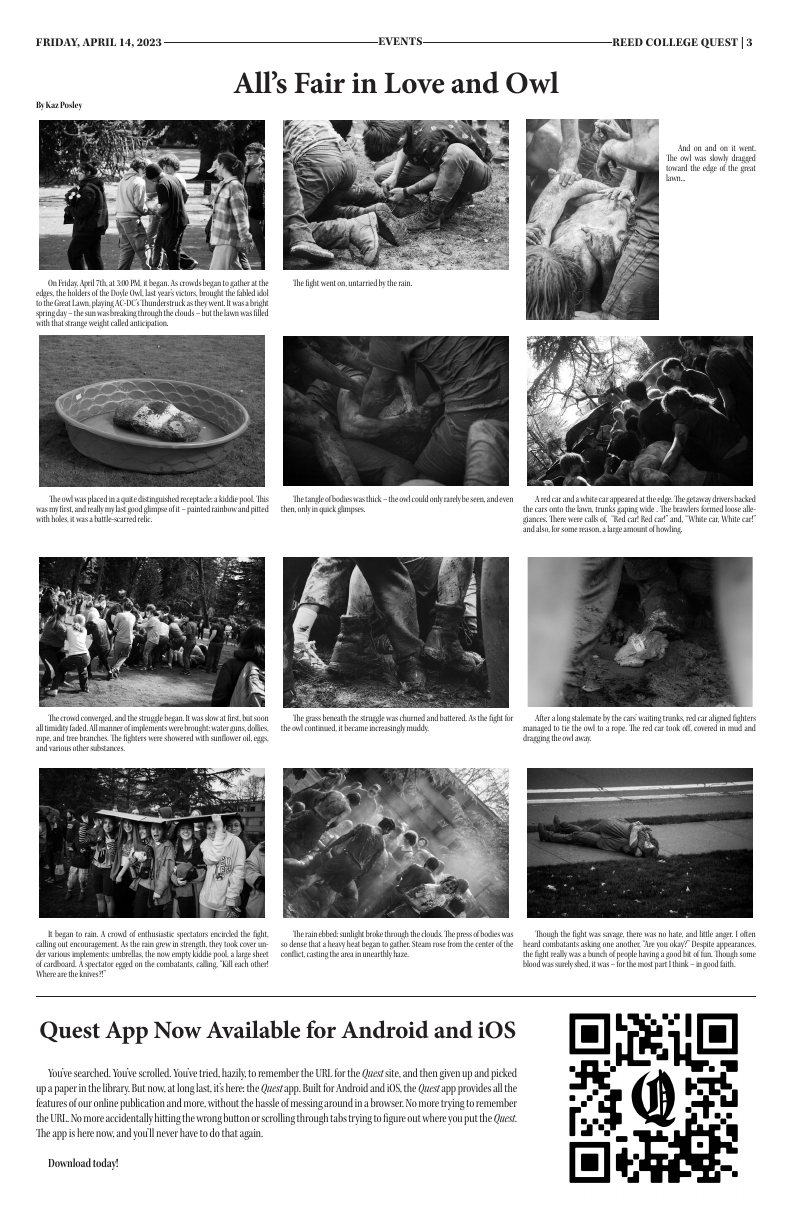 FRIDAY, APRIL 14, 2023
EVENTS
REED COLLEGE QUEST | 3
All's Fair in Love and Owl
By Kaz Posley
On Friday, April 7th, at 3:00 PM, it began. As crowds began to gather at the
edges, the holders of the Doyle Owl, last year's victors, brought the fabled idol
to the Great Lawn, playing AC-DC's Thunderstruck as they went. It was a bright
spring day – the sun was breaking through the clouds – but the lawn was filled
with that strange weight called anticipation.
The owl was placed in a quite distinguished receptacle: a kiddie pool. This
was my first, and really my last good glimpse of it – painted rainbow and pitted
with holes, it was a battle-scarred relic.
The crowd converged, and the struggle began. It was slow at first, but soon
all timidity faded. All manner of implements were brought: water guns, dollies,
rope, and tree branches. The fighters were showered with sunflower oil, eggs,
and various other substances.
It began to rain. A crowd of enthusiastic spectators encircled the fight,
calling out encouragement. As the rain grew in strength, they took cover un-
der various implements: umbrellas, the now empty kiddie pool, a large sheet
of cardboard. A spectator egged on the combatants, calling, "Kill each other!
Where are the knives?!"
The fight went on, untarried by the rain.
The tangle of bodies was thick – the owl could only rarely be seen, and even
then, only in quick glimpses.
The grass beneath the struggle was churned and battered. As the fight for
the owl continued, it became increasingly muddy.
The rain ebbed; sunlight broke through the clouds. The press of bodies was
so dense that a heavy heat began to gather. Steam rose from the center of the
conflict, casting the area in unearthly haze.
And on and on it went.
The owl was slowly dragged
toward the edge of the great
lawn...
A red car and a white car appeared at the edge. The getaway drivers backed
the cars onto the lawn, trunks gaping wide . The brawlers formed loose alle-
giances. There were calls of, "Red car! Red car!" and, "White car, White car!"
and also, for some reason, a large amount of howling.
After a long stalemate by the cars' waiting trunks, red car aligned fighters
managed to tie the owl to a rope. The red car took off, covered in mud and
dragging the owl away.
Though the fight was savage, there was no hate, and little anger. I often
heard combatants asking one another, "Are you okay?" Despite appearances,
the fight really was a bunch of people having a good bit of fun. Though some
blood was surely shed, it was – for the most part I think – in good faith.
Quest App Now Available for Android and iOS
You've searched. You've scrolled. You've tried, hazily, to remember the URL for the Quest site, and then given up and picked
up a paper in the library. But now, at long last, it's here: the Quest app. Built for Android and iOS, the Quest app provides all the
features of our online publication and more, without the hassle of messing around in a browser. No more trying to remember
the URL. No more accidentally hitting the wrong button or scrolling through tabs trying to figure out where you put the Quest.
The app is here now, and you'll never have to do that again.
Download today!
Q